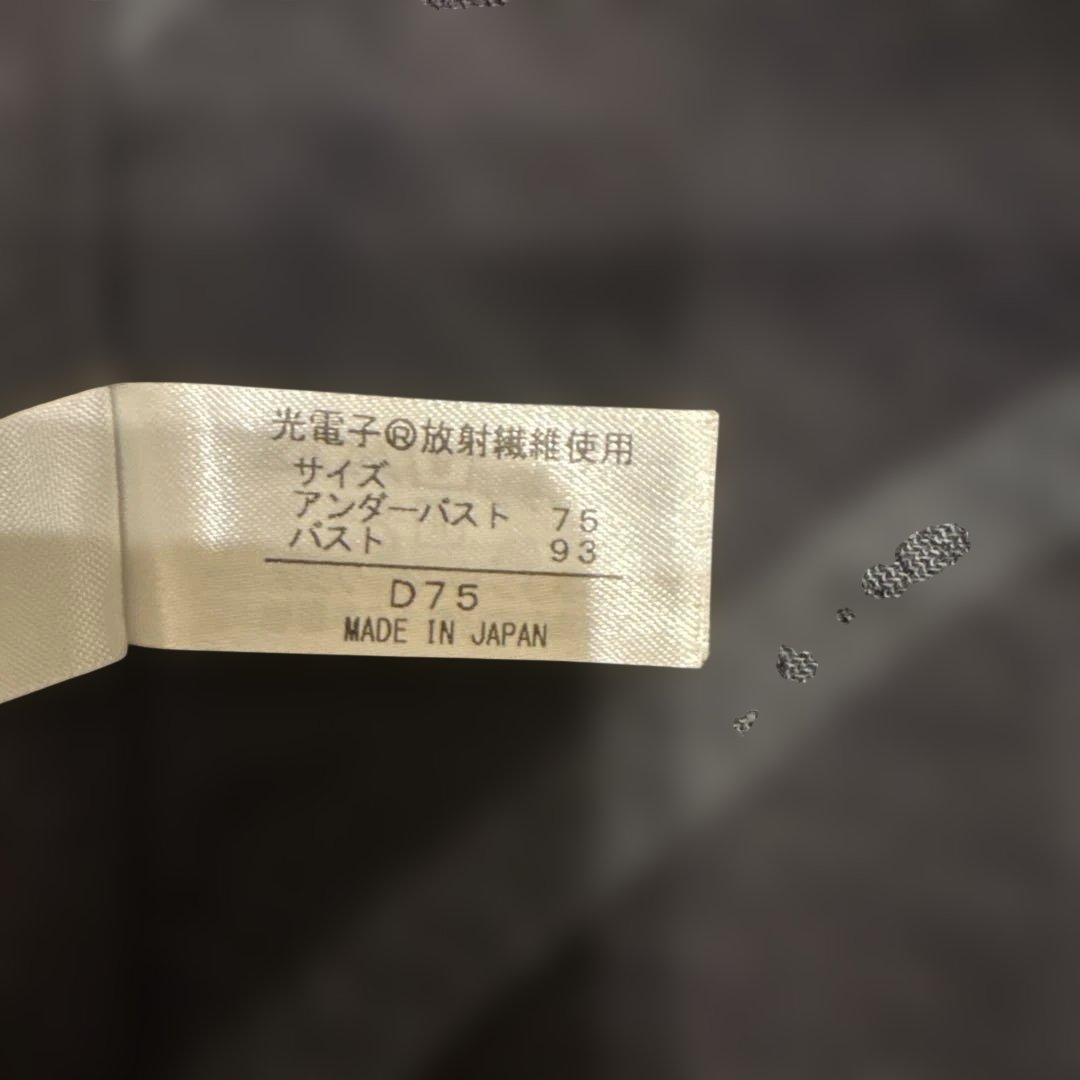 光電子®放射繊維使用
サイズ
アンダーバスト 75
バスト 93
D75
MADE IN JAPAN